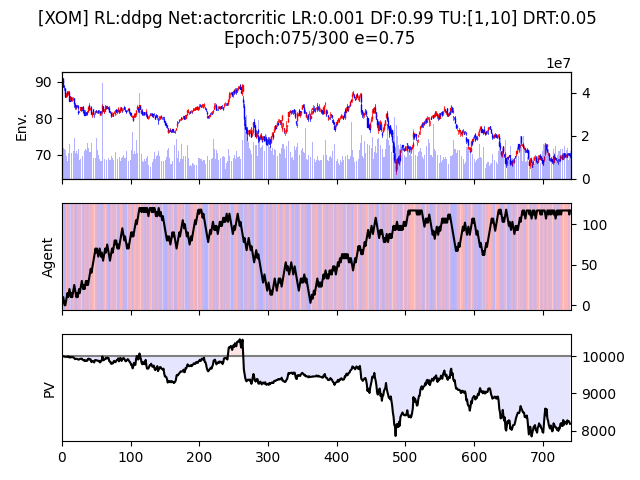 [XOM] RL:ddpg Net:actorcritic LR:0.001 DF:0.99 TU:[1,10] DRT:0.05
Epoch:075/300 e=0.75
1e7
90
80
70
Env.
4
2
0
Agent
100
50
0
PV
10000
9000
8000
0 100 200 300 400 500 600 700